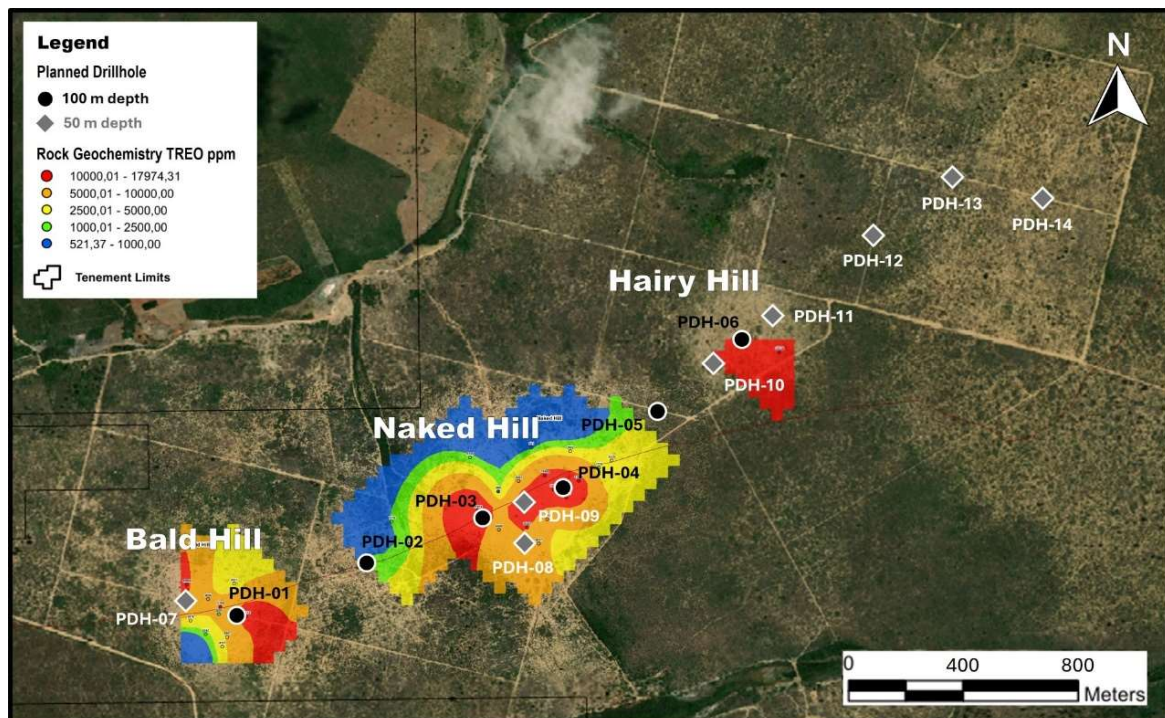 Legend
Planned Drillhole
100 m depth
50 m depth
Rock Geochemistry TREO ppm
10000,01 - 17974,31
5000,01 - 10000,00
2500,01 - 5000,00
1000,01 - 2500,00
521,37 - 1000,00
Tenement Limits
N
PDH-13
PDH-14
PDH-12
Hairy Hill
PDH-11
PDH-06
PDH-10
Naked Hill
PDH-05
PDH-04
PDH-03
PDH-09
PDH-02
PDH-08
Bald Hill
PDH-01
PDH-07
0 400 800
Meters